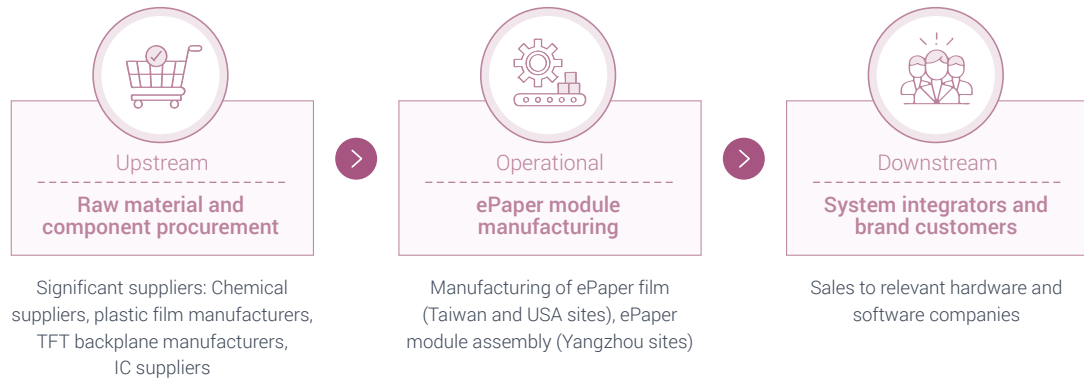 Upstream
Raw material and
component procurement
Significant suppliers: Chemical
suppliers, plastic film manufacturers,
TFT backplane manufacturers,
IC suppliers
Operational
ePaper module
manufacturing
Manufacturing of ePaper film
(Taiwan and USA sites), ePaper
module assembly (Yangzhou sites)
Downstream
System integrators and
brand customers
Sales to relevant hardware and
software companies